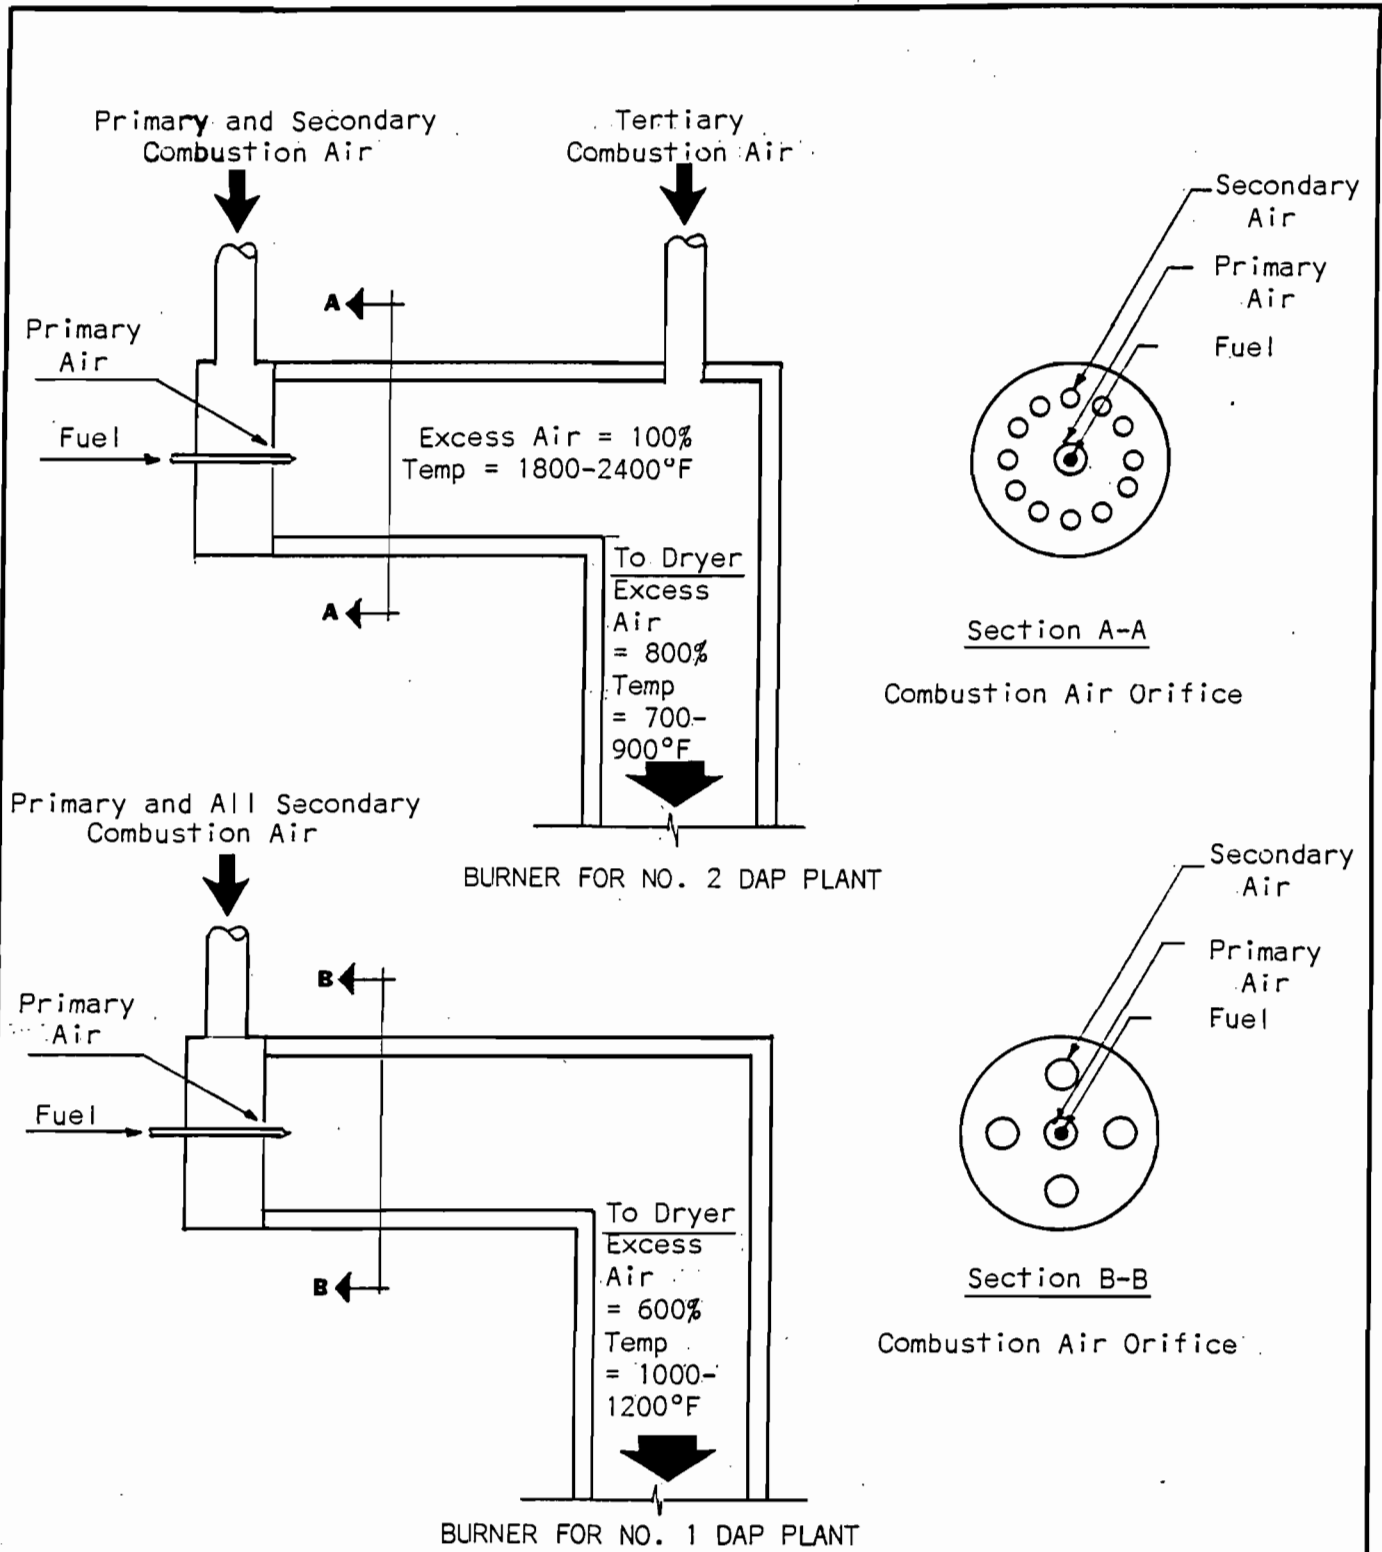 Primary and Secondary
Combustion Air
Tertiary
Combustion Air
A
Primary
Air
Fuel
Excess Air = 100%
Temp = 1800-2400°F
A
To Dryer
Excess
Air
= 800%
Temp
= 700-
900°F
Secondary
Air
Primary
Air
Fuel
Section A-A
Combustion Air Orifice
BURNER FOR NO. 2 DAP PLANT
Primary and All Secondary
Combustion Air
B
Primary
Air
Fuel
B
To Dryer
Excess
Air
= 600%
Temp
= 1000-
1200°F
Secondary
Air
Primary
Air
Fuel
Section B-B
Combustion Air Orifice
BURNER FOR NO. 1 DAP PLANT